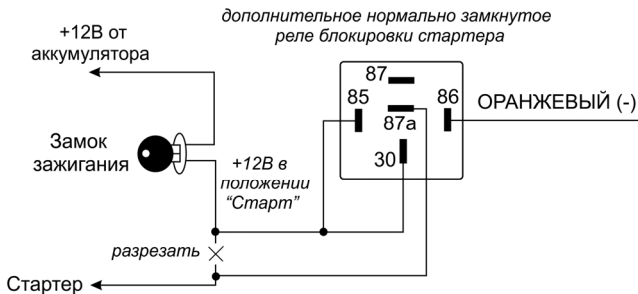 дополнительное нормально замкнутое
реле блокировки стартера
+12В от
аккумулятора
87
85
86
87а
30
ОРАНЖЕВЫЙ (-)
Замок
зажигания
+12В в
положении
“Старт”
разрезать
Стартер